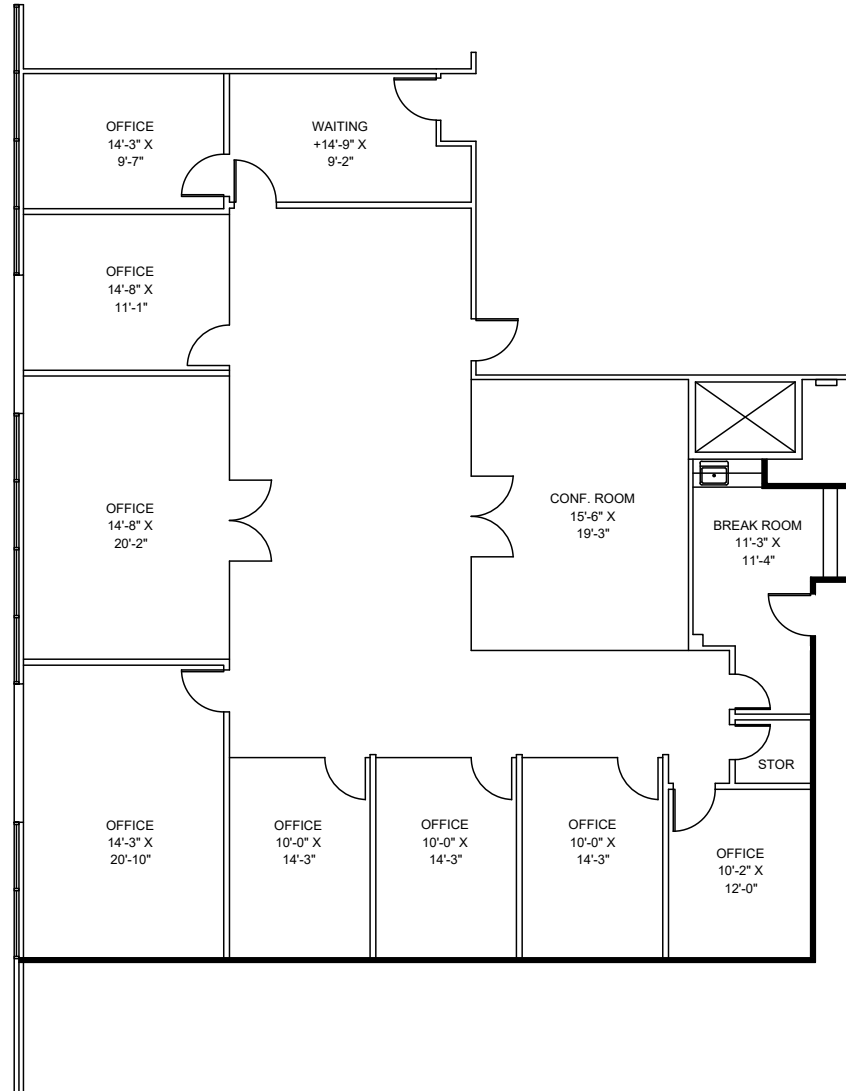 OFFICE
14'-3" X
9'-7"
WAITING
+14'-9" X
9'-2"
OFFICE
14'-8" X
11'-1"
OFFICE
14'-8" X
20'-2"
CONF. ROOM
15'-6" X
19'-3"
BREAK ROOM
11'-3" X
11'-4"
STOR
OFFICE
14'-3" X
20'-10"
OFFICE
10'-0" X
14'-3"
OFFICE
10'-0" X
14'-3"
OFFICE
10'-0" X
14'-3"
OFFICE
10'-2" X
12'-0"